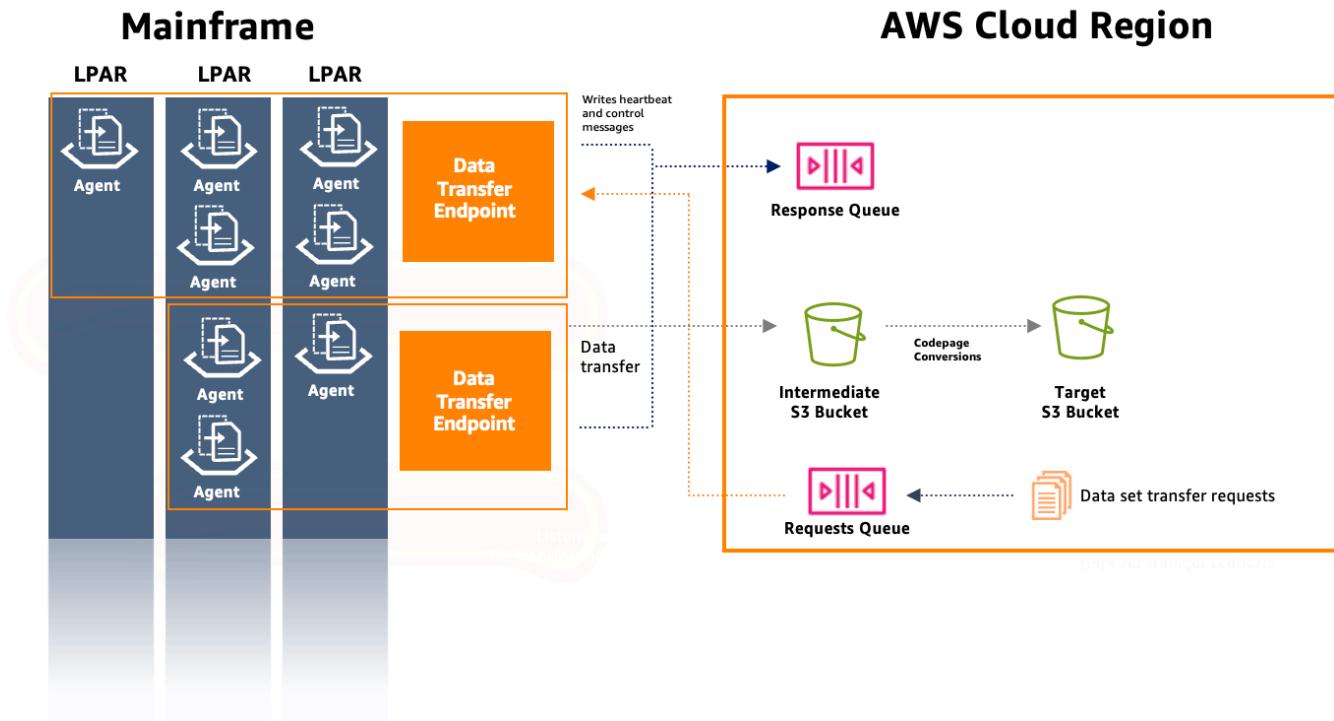 Mainframe
AWS Cloud Region
LPAR
LPAR
LPAR
Agent
Agent
Agent
Agent
Agent
Data
Transfer
Endpoint
Writes heartbeat
and control
messages
Response Queue
Agent
Agent
Agent
Data
Transfer
Endpoint
Data
transfer
Intermediate
S3 Bucket
Codepage
Conversions
Target
S3 Bucket
Requests Queue
Data set transfer requests